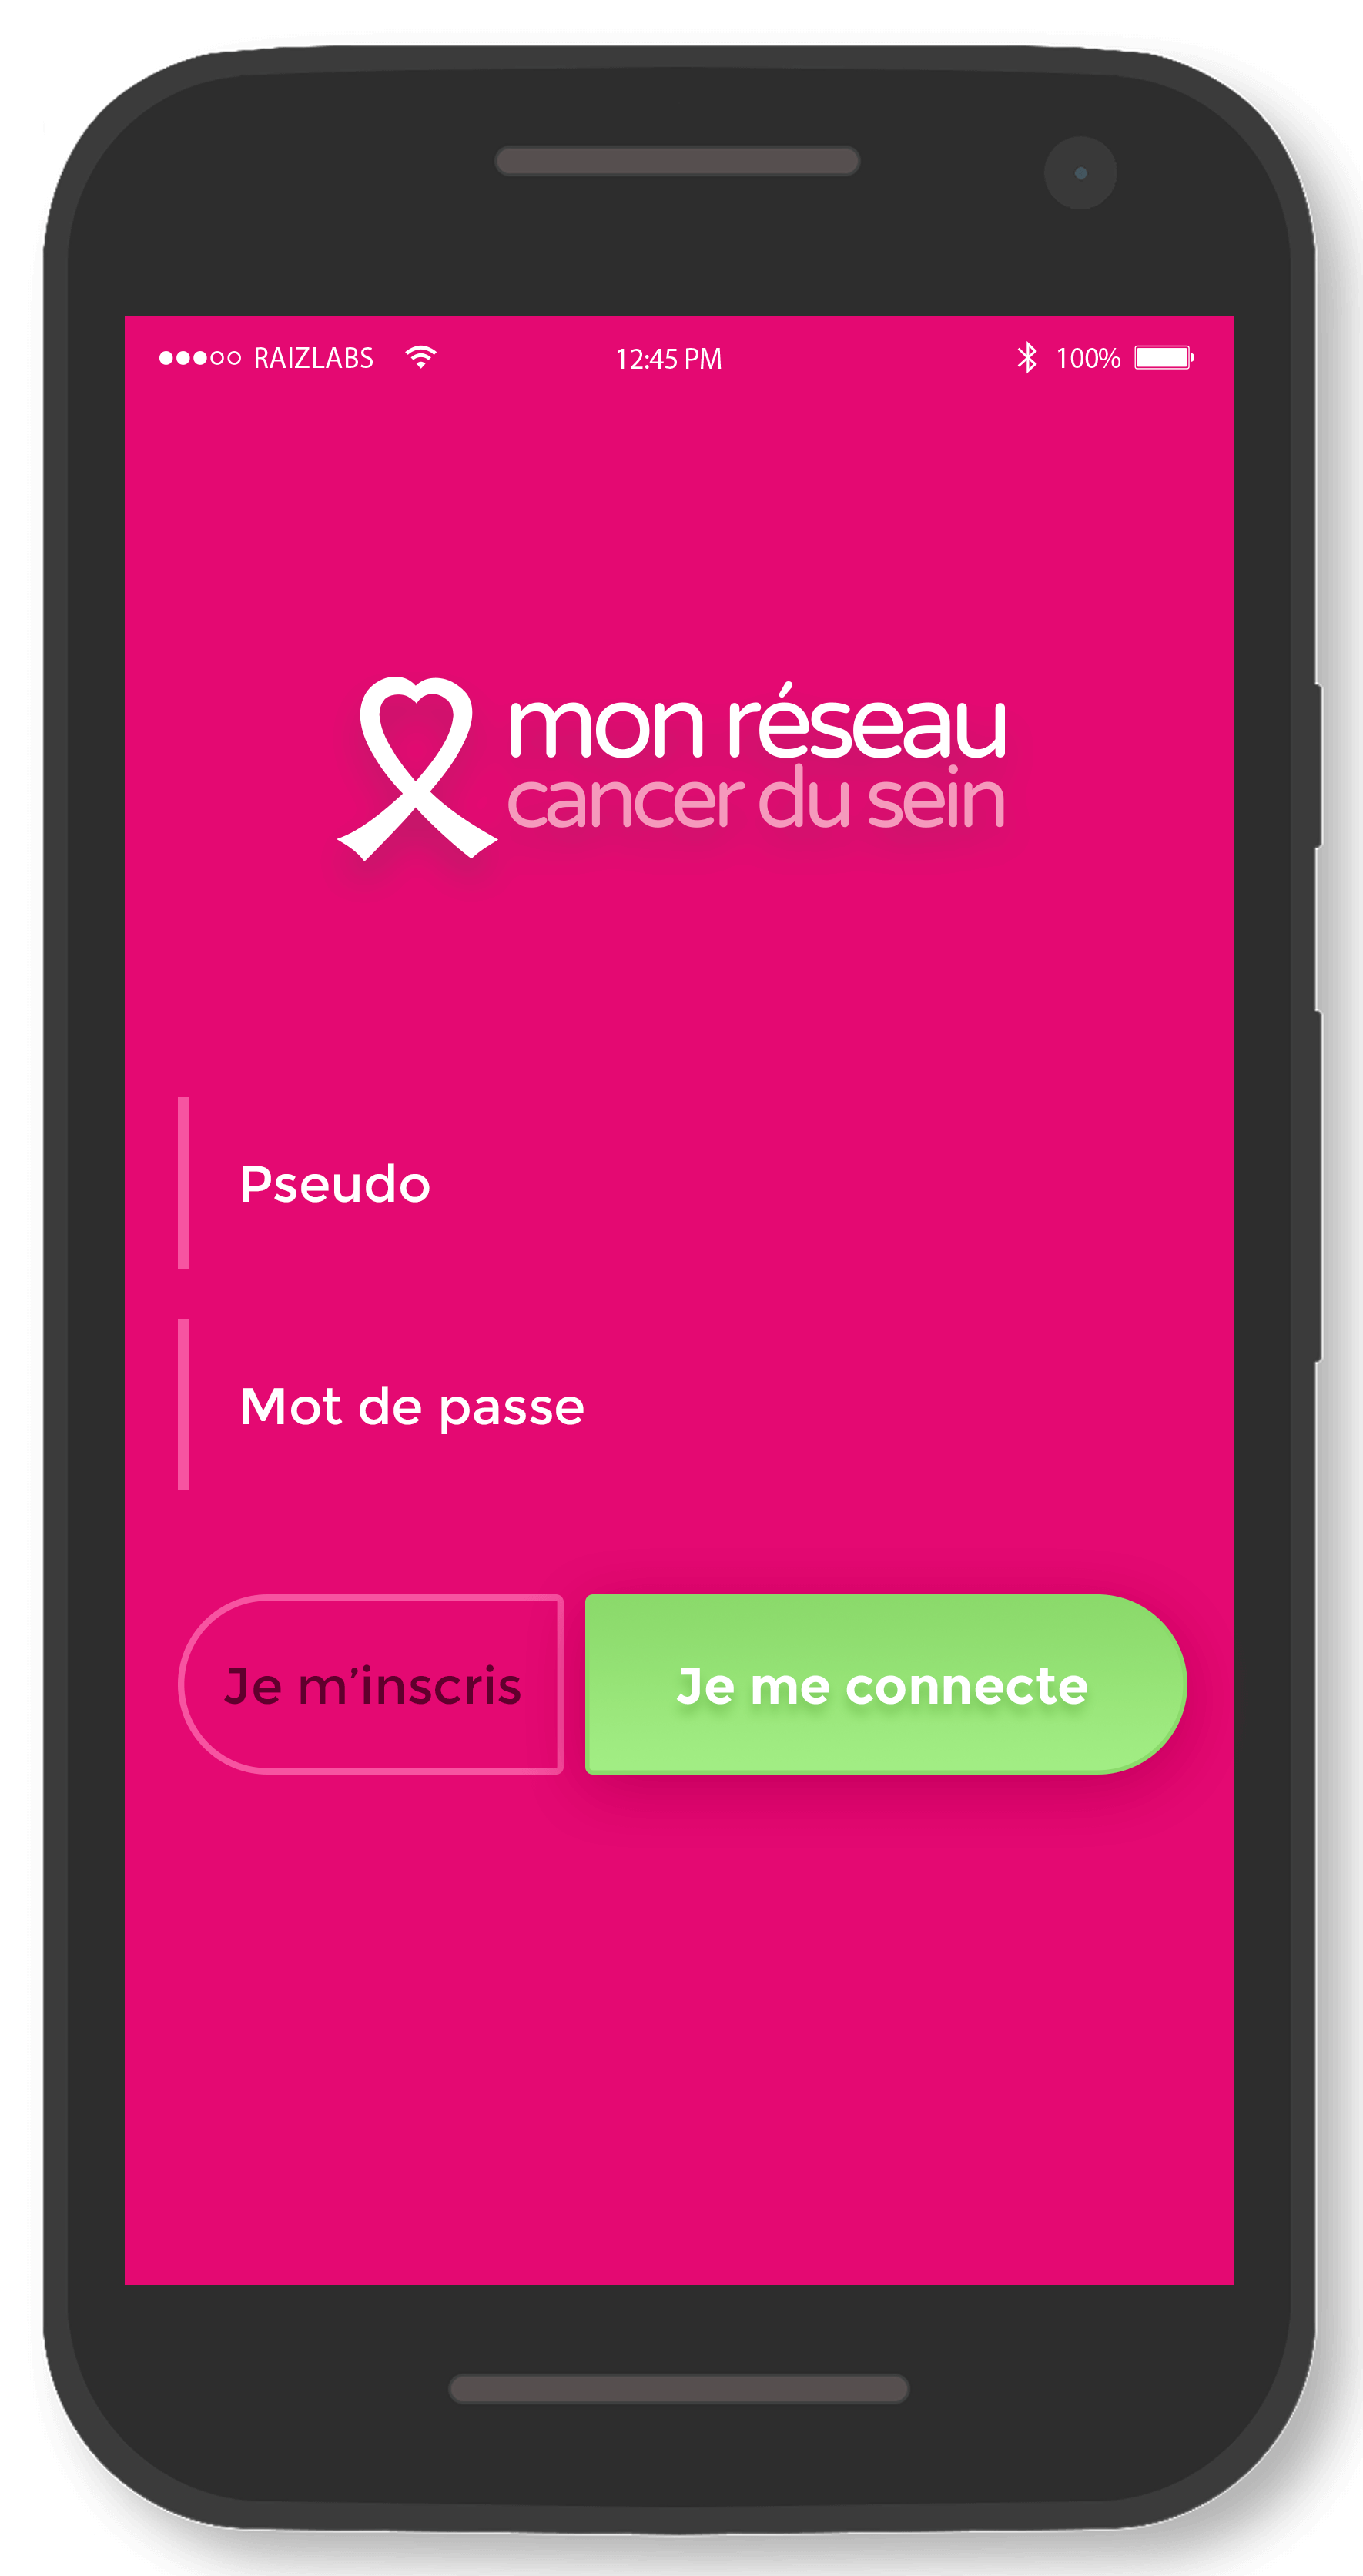 RAIZLABS 12:45 PM 100%
mon réseau
cancer du sein
Pseudo
Mot de passe
Je m’inscris Je me connecte